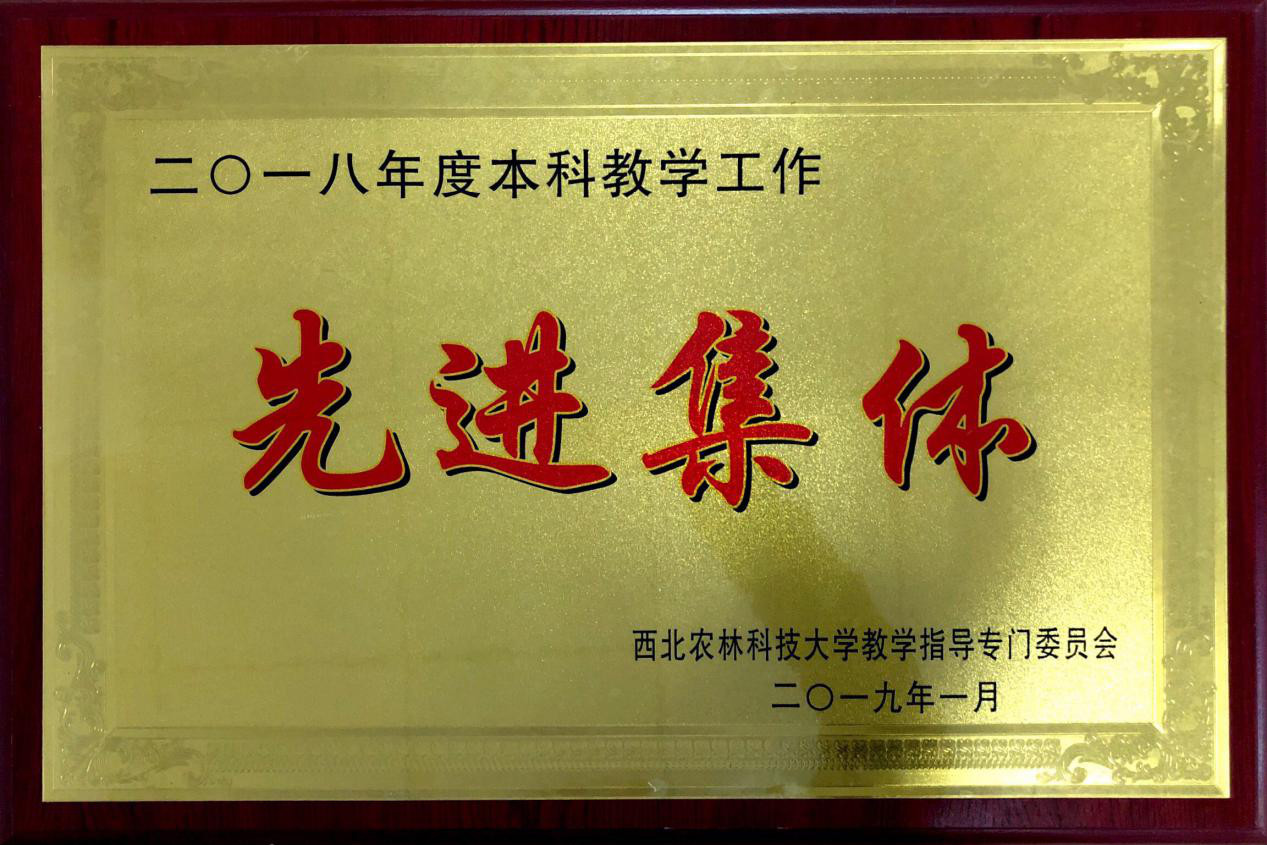 二〇一八年度本科教学工作
先进集体
西北农林科技大学教学指导专门委员会
二〇一九年一月